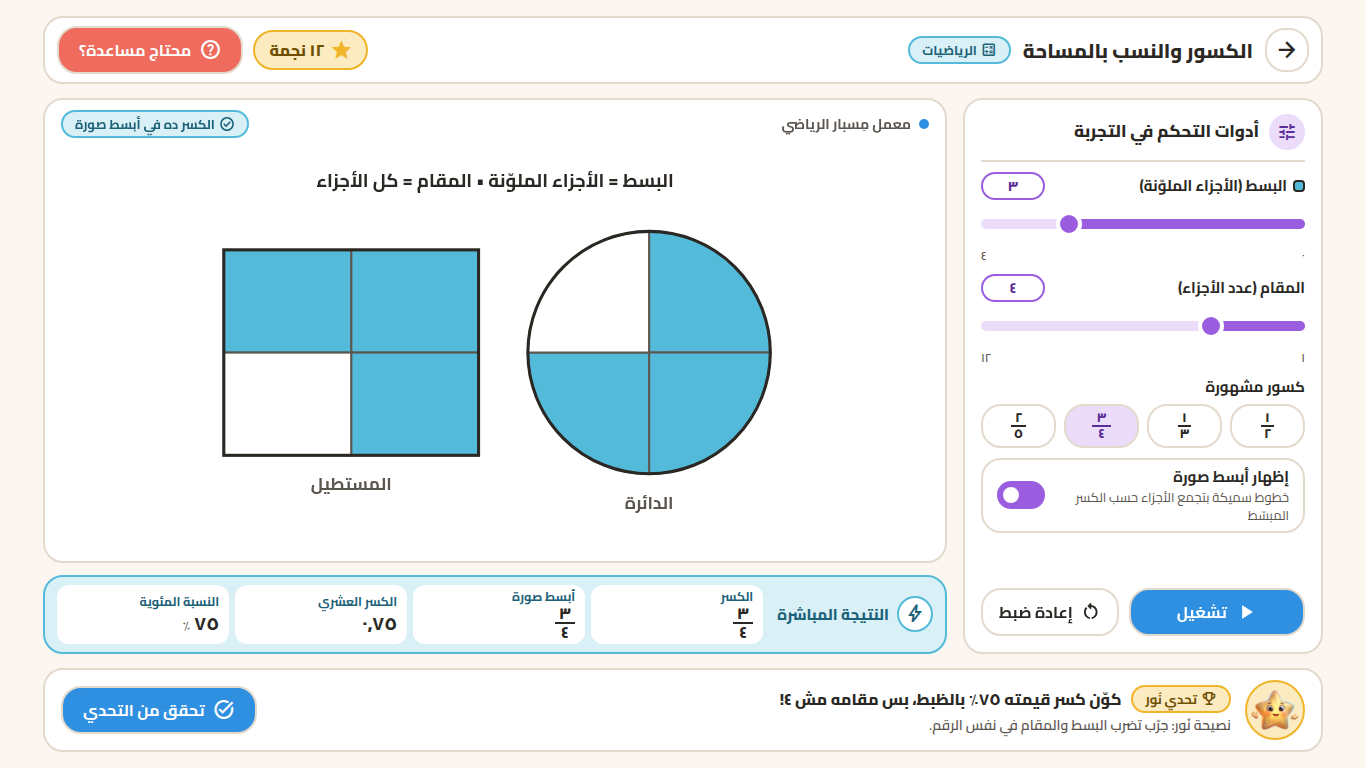 الكسور والنسب بالمساحة
الرياضيات
١٢ نجمة
محتاج مساعدة؟
أدوات التحكم في التجربة
البسط (الأجزاء الملوّنة)
٣
٠
٤
المقام (عدد الأجزاء)
٤
١
١٢
كسور مشهورة
١
٢
١
٣
٣
٤
٢
٥
إظهار أبسط صورة
خطوط سميكة بتجمع الأجزاء حسب الكسر
المبسّط
تشغيل
إعادة ضبط
معمل مِسبار الرياضي
الكسر ده في أبسط صورة
البسط = الأجزاء الملوّنة ▪ المقام = كل الأجزاء
الدائرة
المستطيل
النتيجة المباشرة
الكسر
٣
٤
أبسط صورة
٣
٤
الكسر العشري
٠,٧٥
النسبة المئوية
٧٥ ٪
تحدي نُور
كوّن كسر قيمته ٧٥٪ بالظبط، بس مقامه مش ٤!
نصيحة نُور: جرّب تضرب البسط والمقام في نفس الرقم.
تحقق من التحدي